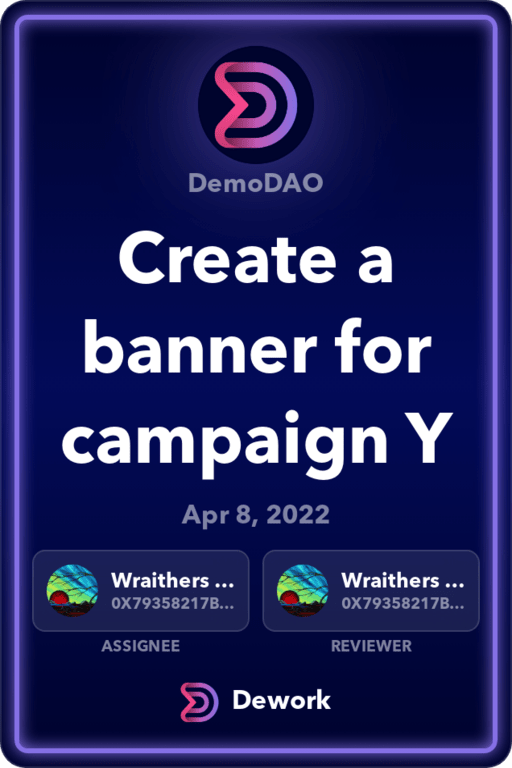 DemoDAO
Create a
banner for
campaign Y
Apr 8, 2022
Wraithers ...
0X79358217B...
ASSIGNEE
Wraithers ...
0X79358217B...
REVIEWER
Dework